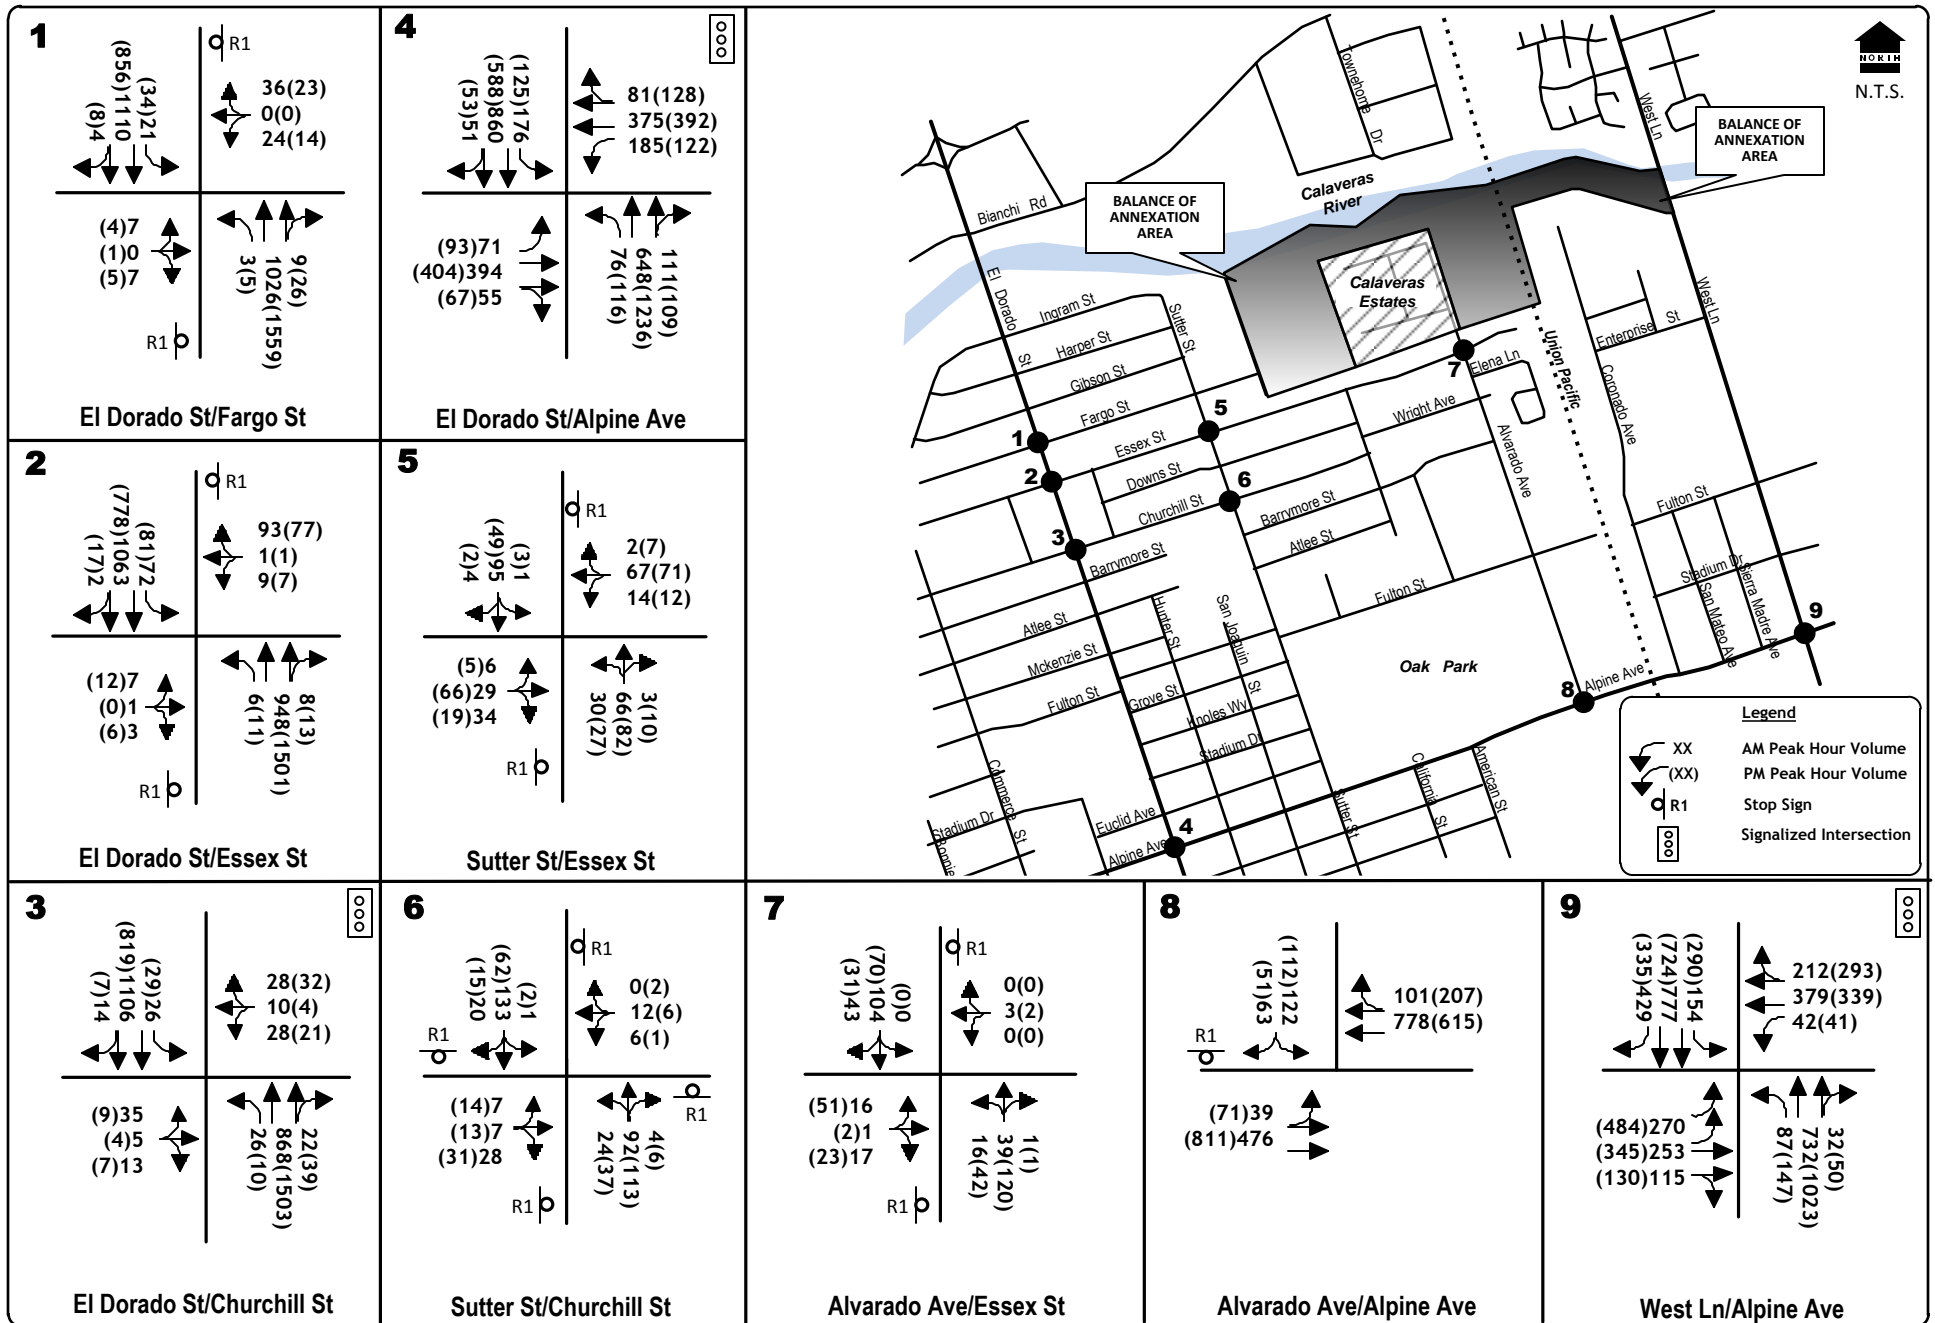 1
R1
(8)4
(856)1110
(34)21
36(23)
0(0)
24(14)
(4)7
(1)0
(5)7
3(5)
1026(1559)
9(26)
R1
El Dorado St/Fargo St
4
(53)51
(588)860
(125)176
81(128)
375(392)
185(122)
(93)71
(404)394
(67)55
76(116)
648(1236)
111(109)
El Dorado St/Alpine Ave
2
R1
(17)2
(778)1063
(81)72
93(77)
1(1)
9(7)
(12)7
(0)1
(6)3
6(11)
948(1501)
8(13)
R1
El Dorado St/Essex St
5
R1
(2)4
(49)95
(3)1
2(7)
67(71)
14(12)
(5)6
(66)29
(19)34
30(27)
66(82)
3(10)
R1
Sutter St/Essex St
3
(7)14
(819)1106
(29)26
28(32)
10(4)
28(21)
(9)35
(4)5
(7)13
26(10)
868(1503)
22(39)
El Dorado St/Churchill St
6
R1
(15)20
(62)133
(2)1
0(2)
12(6)
6(1)
R1
(14)7
(13)7
(31)28
24(37)
92(113)
4(6)
R1
R1
Sutter St/Churchill St
7
R1
(31)43
(70)104
(0)0
0(0)
3(2)
0(0)
(51)16
(2)1
(23)17
16(42)
39(120)
1(1)
R1
Alvarado Ave/Essex St
8
R1
(51)63
(112)122
101(207)
778(615)
(71)39
(811)476
Alvarado Ave/Alpine Ave
9
(335)429
(724)777
(290)154
212(293)
379(339)
42(41)
(484)270
(345)253
(130)115
87(147)
732(1023)
32(50)
West Ln/Alpine Ave
NORTH
N.T.S.
BALANCE OF
ANNEXATION
AREA
BALANCE OF
ANNEXATION
AREA
Townehome Dr
West Ln
Calaveras
River
Bianchi Rd
El Dorado St
Ingram St
Harper St
Gibson St
Fargo St
Sutter St
Calaveras
Estates
West Ln
Enterprise St
Union Pacific
Elena Ln
Coronado Ave
Wright Ave
Alvarado Ave
Essex St
Downs St
Churchill St
Barrymore St
Atlee St
Barrymore St
Fulton St
Stadium Dr
San Mateo Ave
Sierra Madre Ave
Fulton St
Atlee St
Mckenzie St
Fulton St
Hunter St
San Joaquin St
Grove St
Knoles Wy
Stadium Dr
Oak Park
Alpine Ave
Commerce St
Stadium Dr
Bonnie
Euclid Ave
Alpine Ave
Sutter St
California St
American St
1
2
3
4
5
6
7
8
9
Legend
XX AM Peak Hour Volume
(XX) PM Peak Hour Volume
R1 Stop Sign
Signalized Intersection